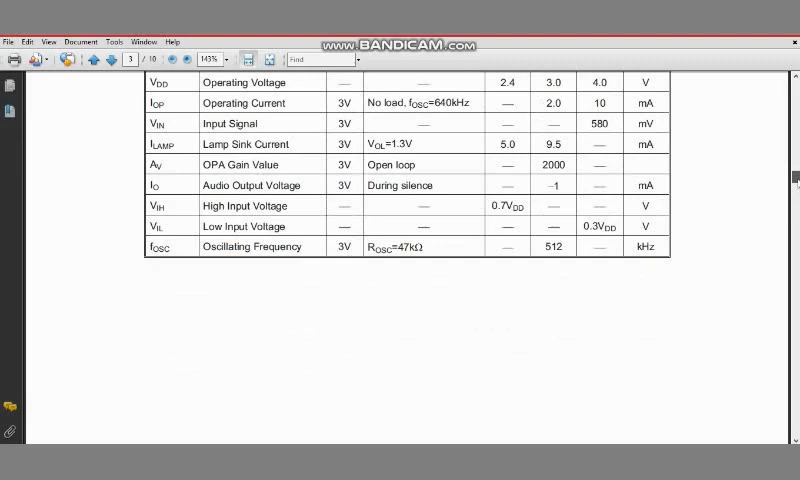 www.BANDICAM.com
File Edit View Document Tools Window Help
3 / 10 143% Find
VDD Operating Voltage — — 2.4 3.0 4.0 V
IOP Operating Current 3V No load, fOSC=640kHz — 2.0 10 mA
VIN Input Signal 3V — 580 mV
ILAMP Lamp Sink Current 3V VOL=1.3V 5.0 9.5 — mA
AV OPA Gain Value 3V Open loop — 2000 —
IO Audio Output Voltage 3V During silence — –1 — mA
VIH High Input Voltage — — 0.7VDD — — V
VIL Low Input Voltage — — — — 0.3VDD V
fOSC Oscillating Frequency 3V ROSC=47kΩ — 512 kHz